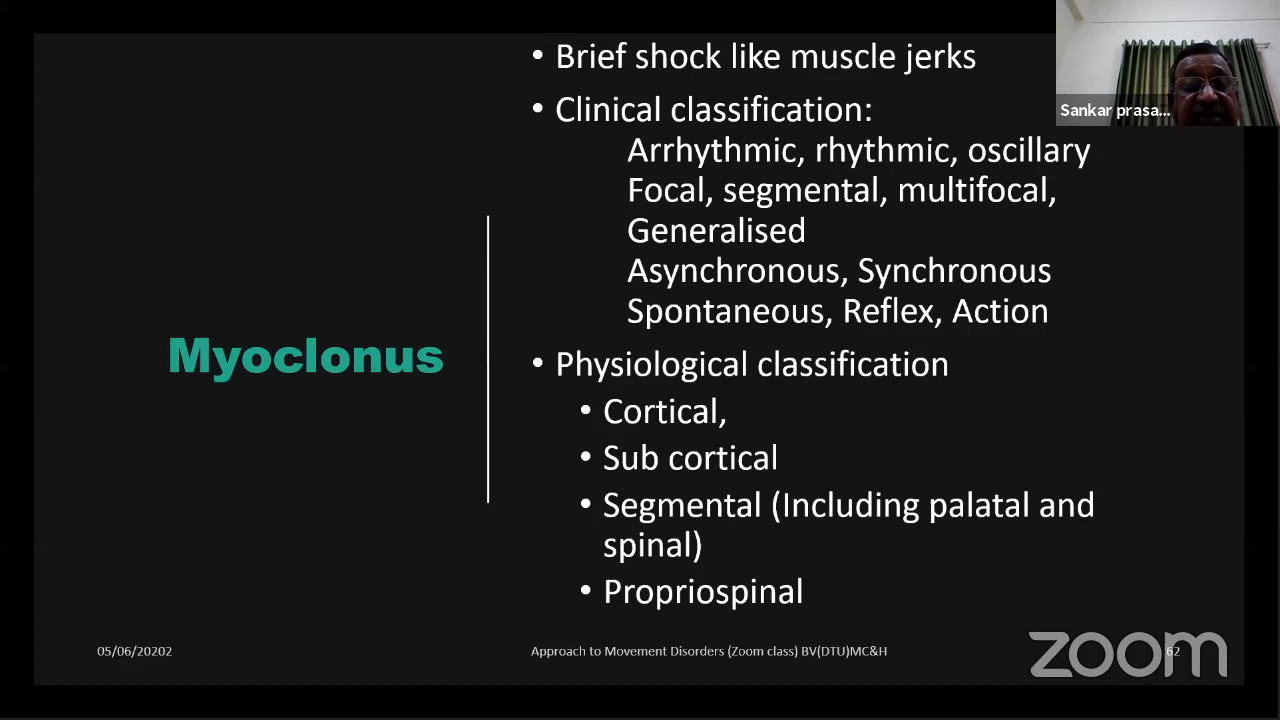 • Brief shock like muscle jerks
• Clinical classification:
Arrhythmic, rhythmic, oscillary
Focal, segmental, multifocal,
Generalised
Asynchronous, Synchronous
Spontaneous, Reflex, Action
Myoclonus
• Physiological classification
• Cortical,
• Sub cortical
• Segmental (Including palatal and
spinal)
• Propriospinal
Sankar prasa...
05/06/20202
Approach to Movement Disorders (Zoom class) BV(DTU)MC&H
62
zoom